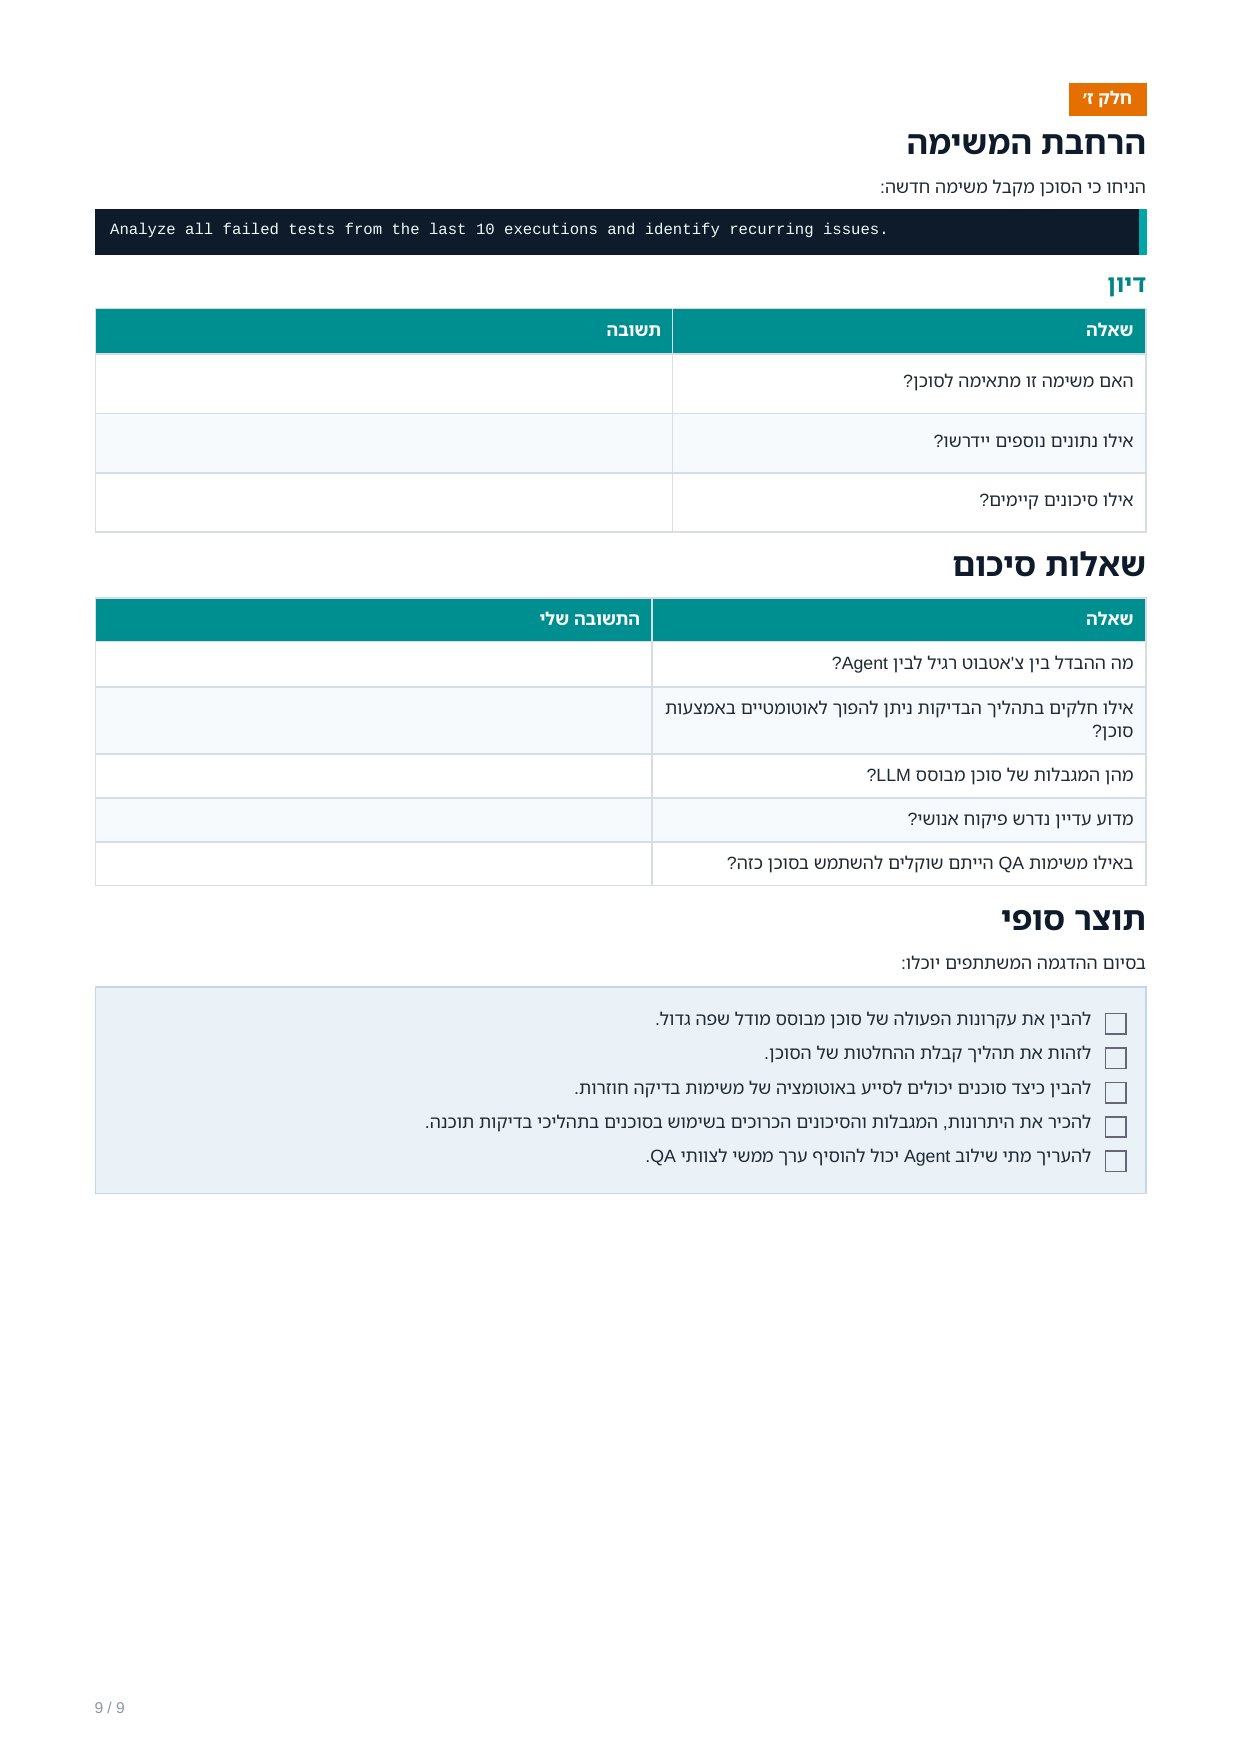 חלק ז׳
הרחבת המשימה
הניחו כי הסוכן מקבל משימה חדשה:
Analyze all failed tests from the last 10 executions and identify recurring issues.
דיון
שאלה תשובה
האם משימה זו מתאימה לסוכן?
אילו נתונים נוספים יידרשו?
אילו סיכונים קיימים?
שאלות סיכום
שאלה התשובה שלי
מה ההבדל בין צ'אטבוט רגיל לבין Agent?
אילו חלקים בתהליך הבדיקות ניתן להפוך לאוטומטיים באמצעות
סוכן?
מהן המגבלות של סוכן מבוסס LLM?
מדוע עדיין נדרש פיקוח אנושי?
באילו משימות QA הייתם שוקלים להשתמש בסוכן כזה?
תוצר סופי
בסיום ההדגמה המשתתפים יוכלו:
להבין את עקרונות הפעולה של סוכן מבוסס מודל שפה גדול.
לזהות את תהליך קבלת ההחלטות של הסוכן.
להבין כיצד סוכנים יכולים לסייע באוטומציה של משימות בדיקה חוזרות.
להכיר את היתרונות, המגבלות והסיכונים הכרוכים בשימוש בסוכנים בתהליכי בדיקות תוכנה.
להעריך מתי שילוב Agent יכול להוסיף ערך ממשי לצוותי QA.
9 / 9